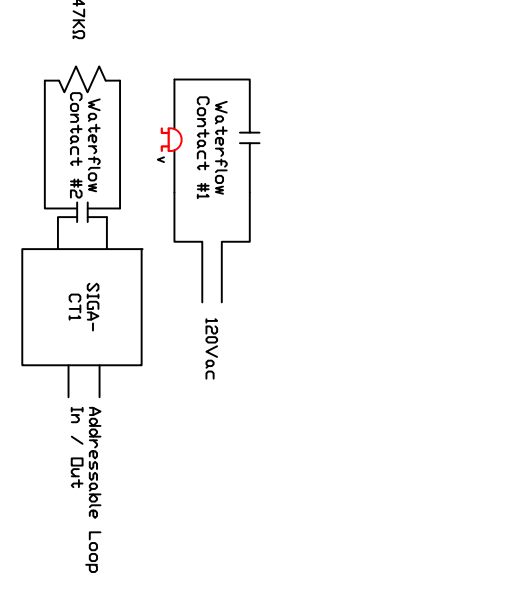 47KΩ
Waterflow
Contact #2
Waterflow
Contact #1
v
SIGA-
CT1
120Vac
Addressable Loop
In / Out